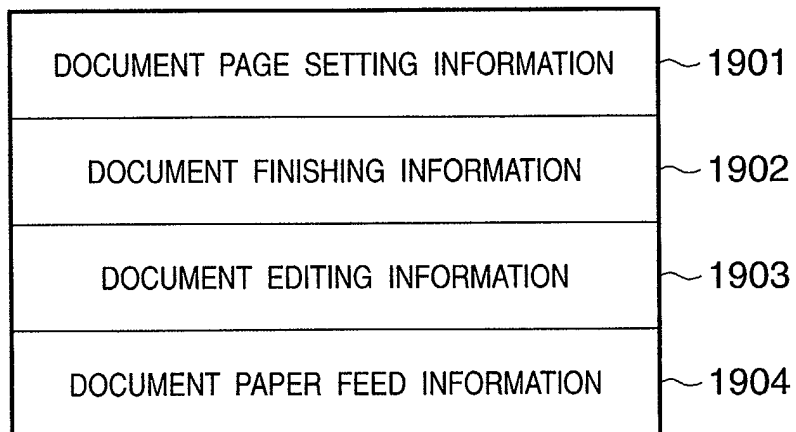 DOCUMENT PAGE SETTING INFORMATION 1901
DOCUMENT FINISHING INFORMATION 1902
DOCUMENT EDITING INFORMATION 1903
DOCUMENT PAPER FEED INFORMATION 1904